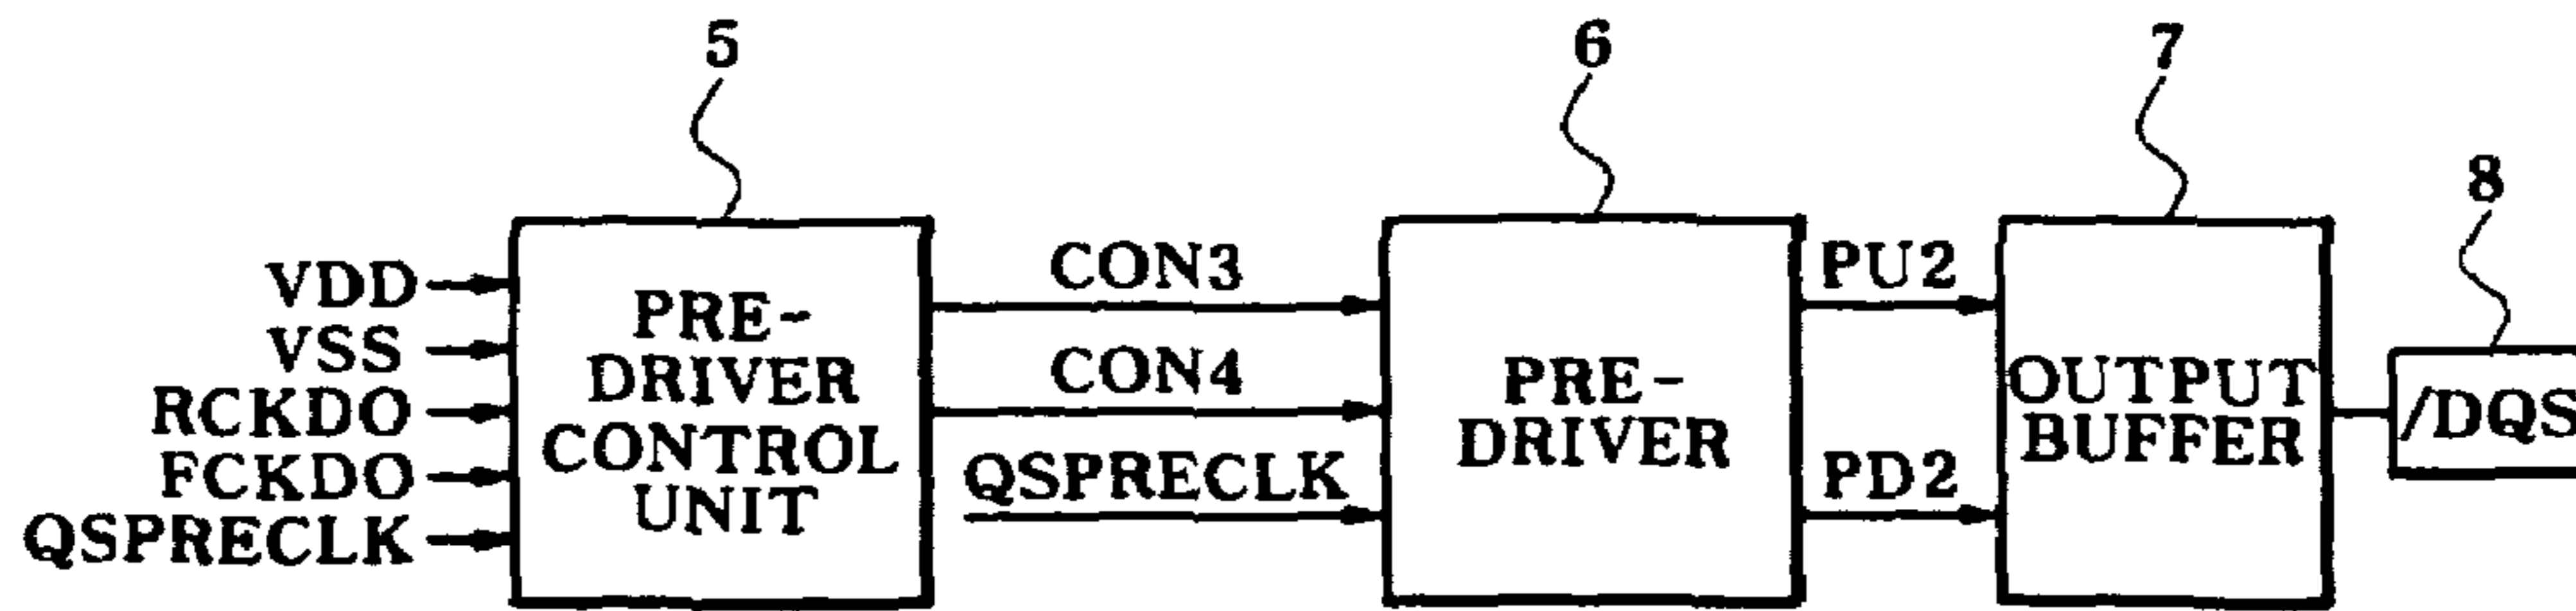 5
6
7
8
VDD
VSS
RCKDO
FCKDO
QSPRECLK
PRE-
DRIVER
CONTROL
UNIT
CON3
CON4
QSPRECLK
PRE-
DRIVER
PU2
PD2
OUTPUT
BUFFER
/DQS